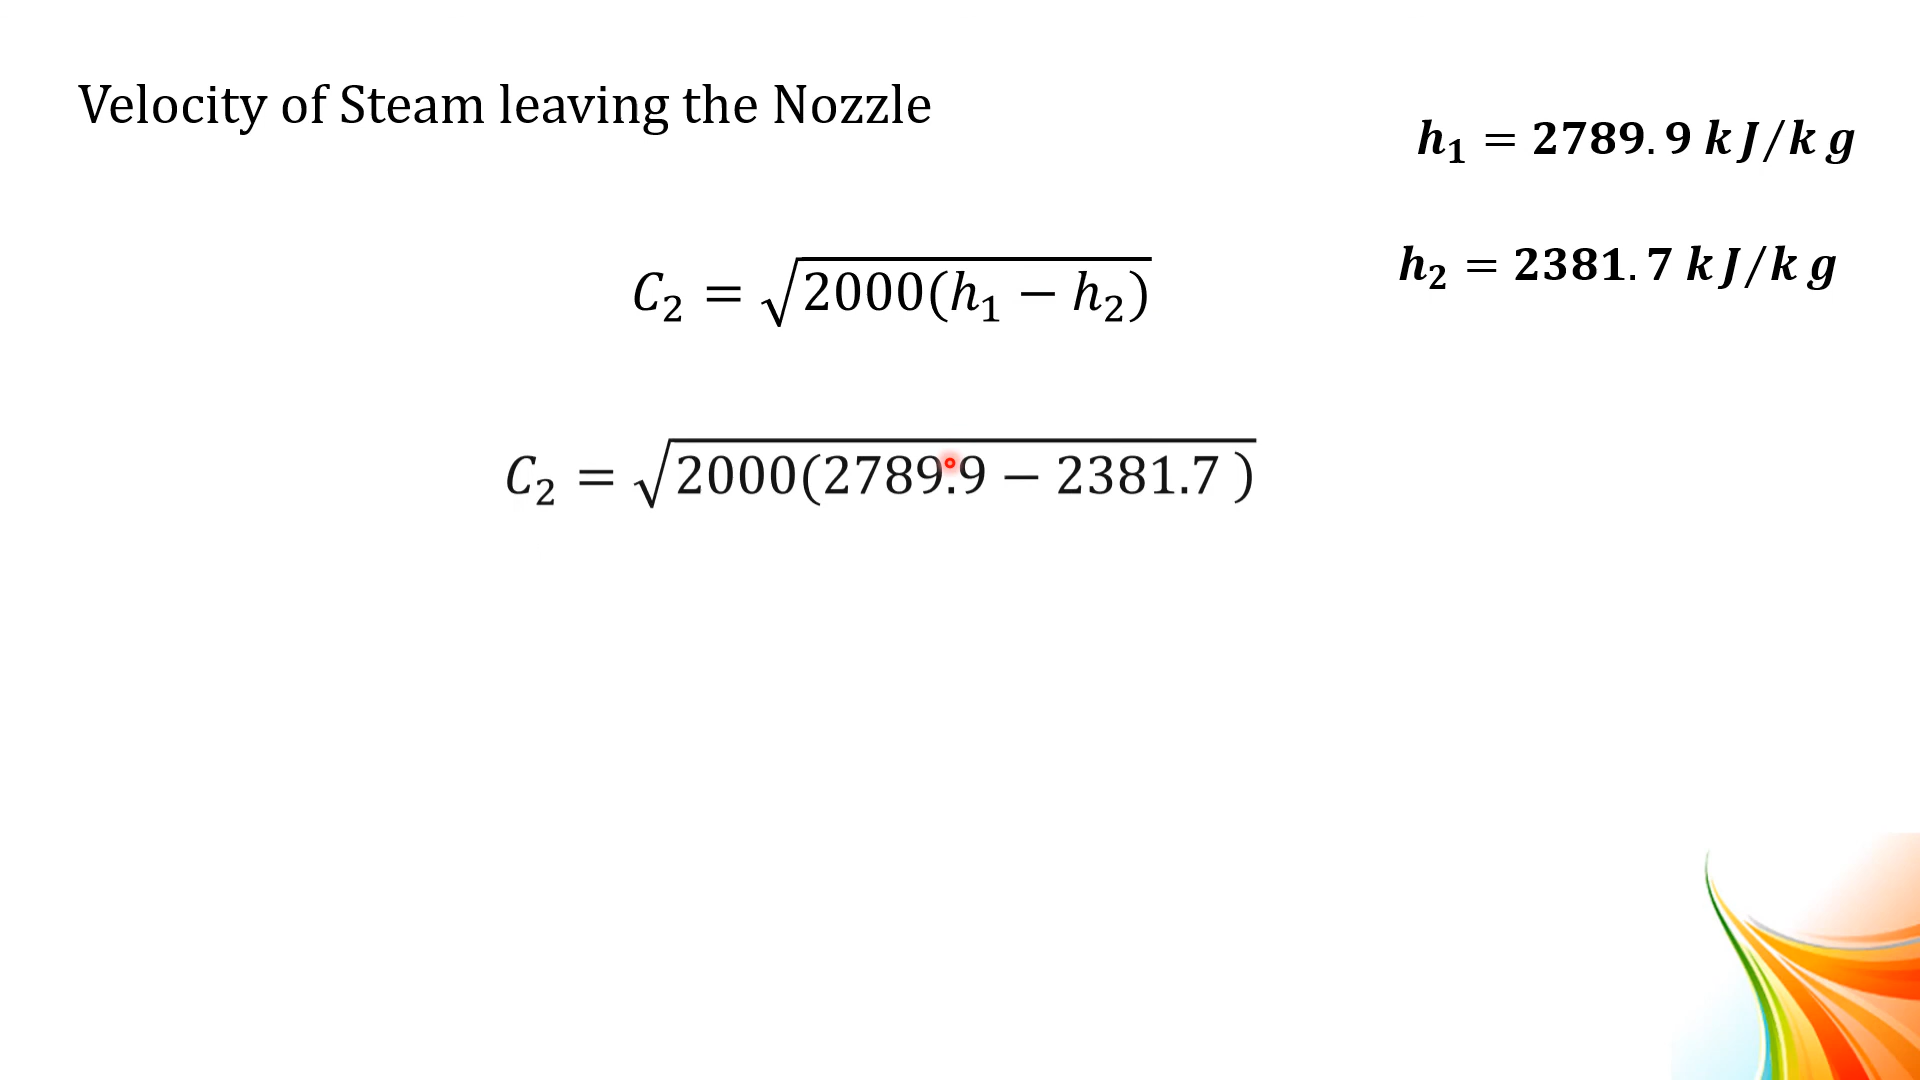 Velocity of Steam leaving the Nozzle
h₁ = 2789.9 kJ/kg
h₂ = 2381.7 kJ/kg
C₂ = √2000(h₁ − h₂)
C₂ = √2000(2789.9 − 2381.7 )